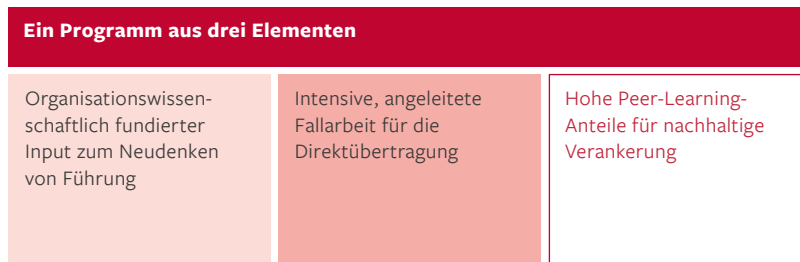 Ein Programm aus drei Elementen
Organisationswissen-
schaftlich fundierter
Input zum Neudenken
von Führung
Intensive, angeleitete
Fallarbeit für die
Direktübertragung
Hohe Peer-Learning-
Anteile für nachhaltige
Verankerung